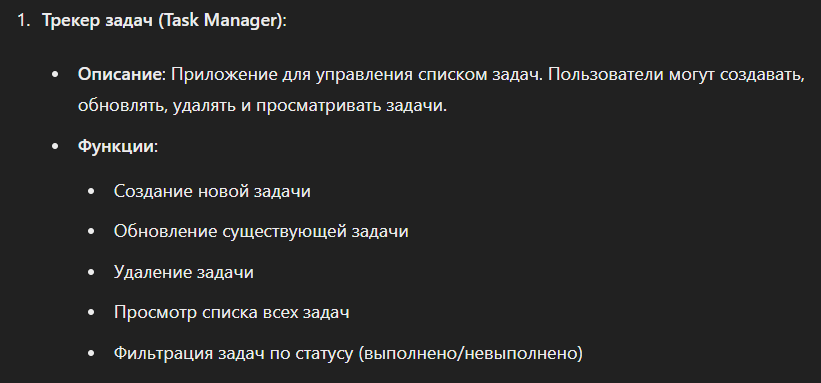 1. Трекер задач (Task Manager):
• Описание: Приложение для управления списком задач. Пользователи могут создавать,
обновлять, удалять и просматривать задачи.
• Функции:
• Создание новой задачи
• Обновление существующей задачи
• Удаление задачи
• Просмотр списка всех задач
• Фильтрация задач по статусу (выполнено/невыполнено)